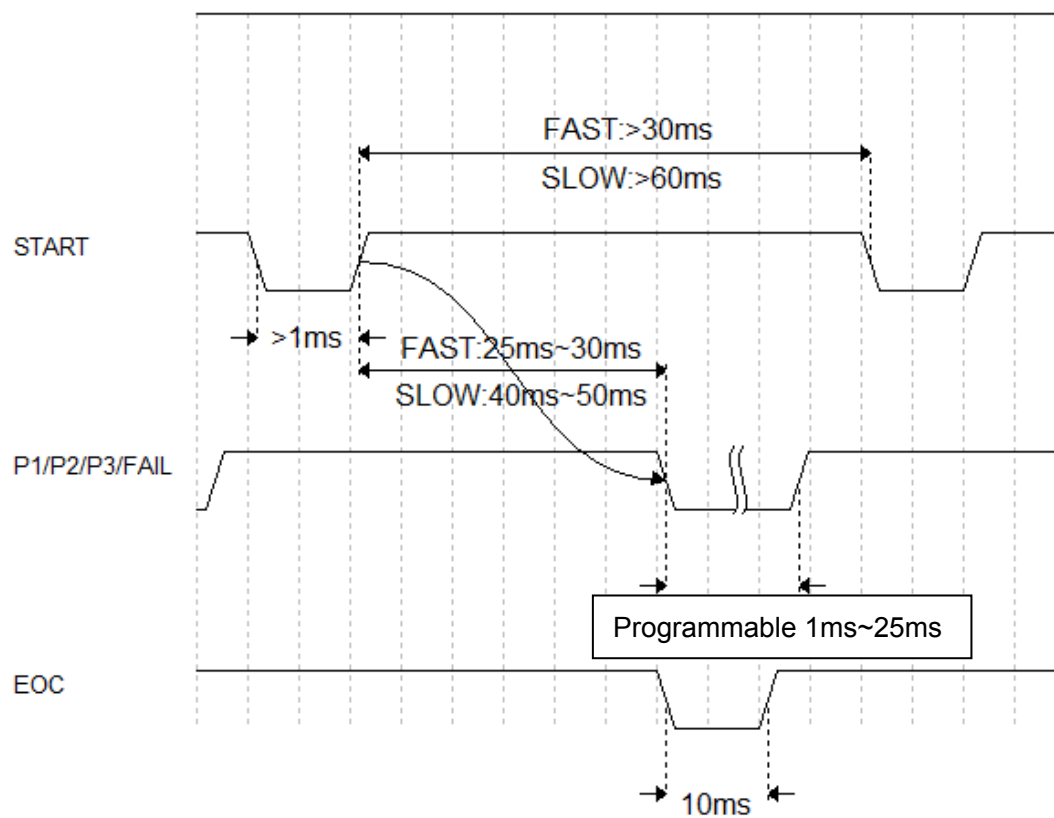 FAST:>30ms
SLOW:>60ms
START
>1ms
FAST:25ms~30ms
SLOW:40ms~50ms
P1/P2/P3/FAIL
Programmable 1ms~25ms
EOC
10ms